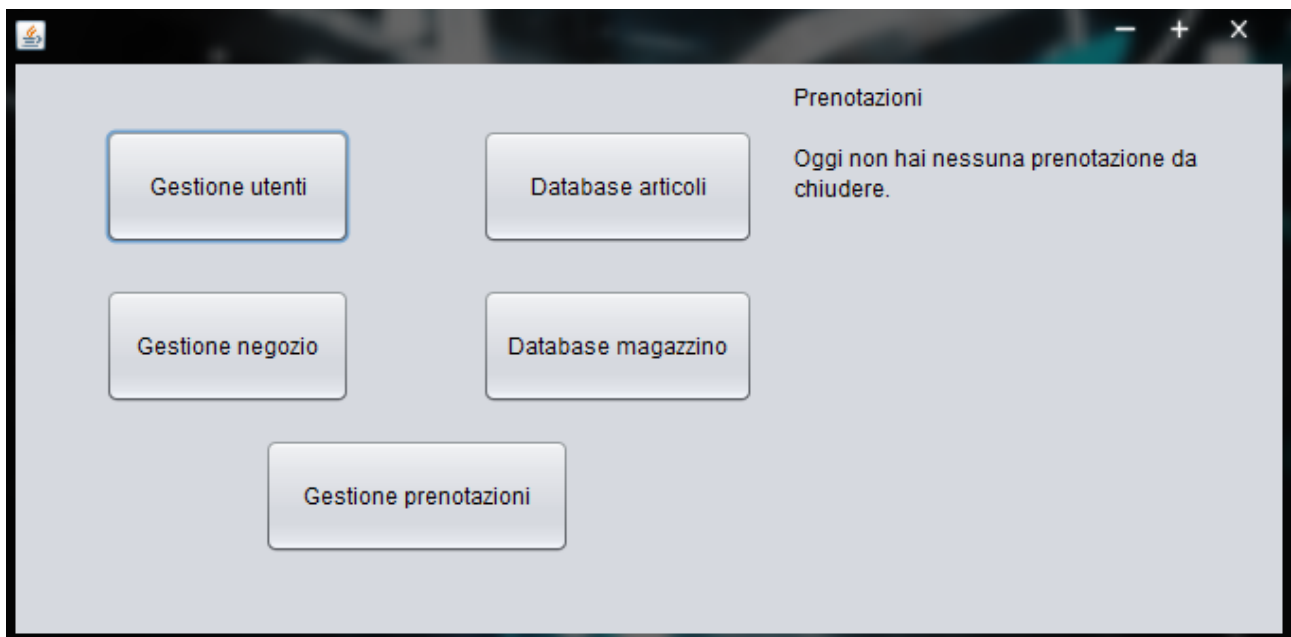 Prenotazioni
Oggi non hai nessuna prenotazione da
chiudere.
Gestione utenti
Database articoli
Gestione negozio
Database magazzino
Gestione prenotazioni